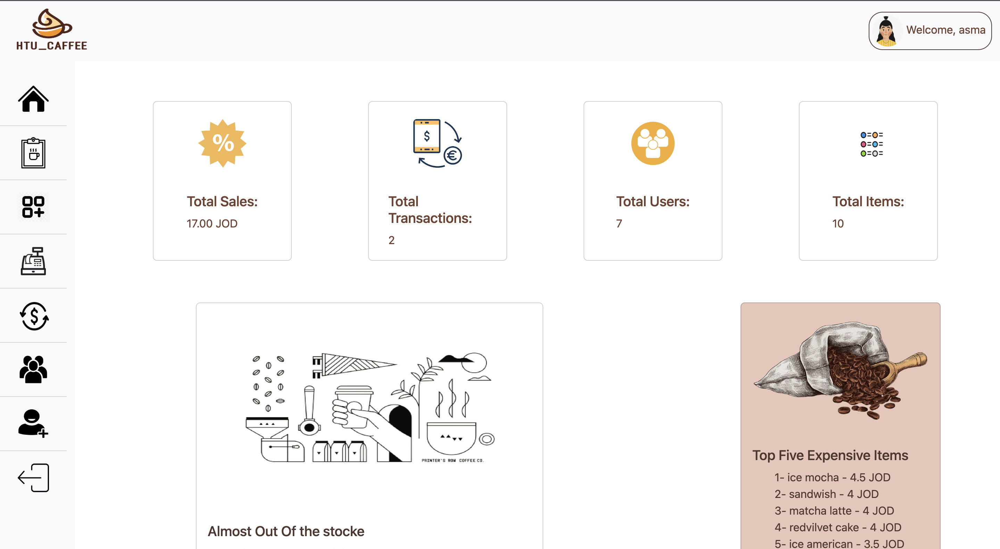 HTU_CAFFEE
Welcome, asma
%
$
€
Total Sales:
17.00 JOD
Total
Transactions:
2
Total Users:
7
Total Items:
10
$
PRINTER'S ROW COFFEE CO.
Almost Out Of the stocke
Top Five Expensive Items
1- ice mocha - 4.5 JOD
2- sandwish - 4 JOD
3- matcha latte - 4 JOD
4- redvilvet cake - 4 JOD
5- ice american - 3.5 JOD